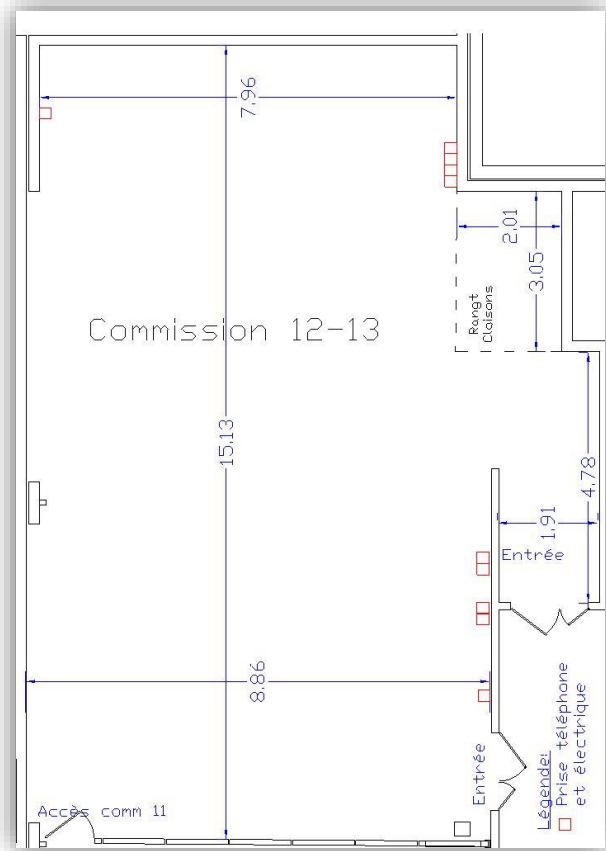 7.96
2.01
3.05
Rangt
Cloisons
Commission 12-13
15.13
4.78
1.91
Entrée
8.86
Entrée
Accès comm 11
Légende:
Prise téléphone
et électrique